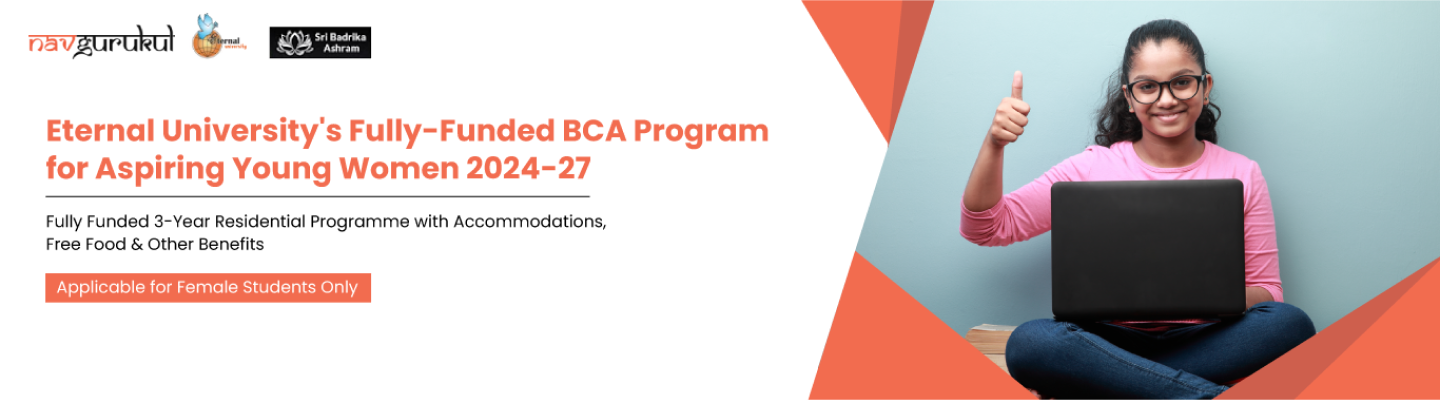 navgurukul
Eternal
university
Sri Badrika
Ashram
Eternal University's Fully-Funded BCA Program
for Aspiring Young Women 2024-27
Fully Funded 3-Year Residential Programme with Accommodations,
Free Food & Other Benefits
Applicable for Female Students Only